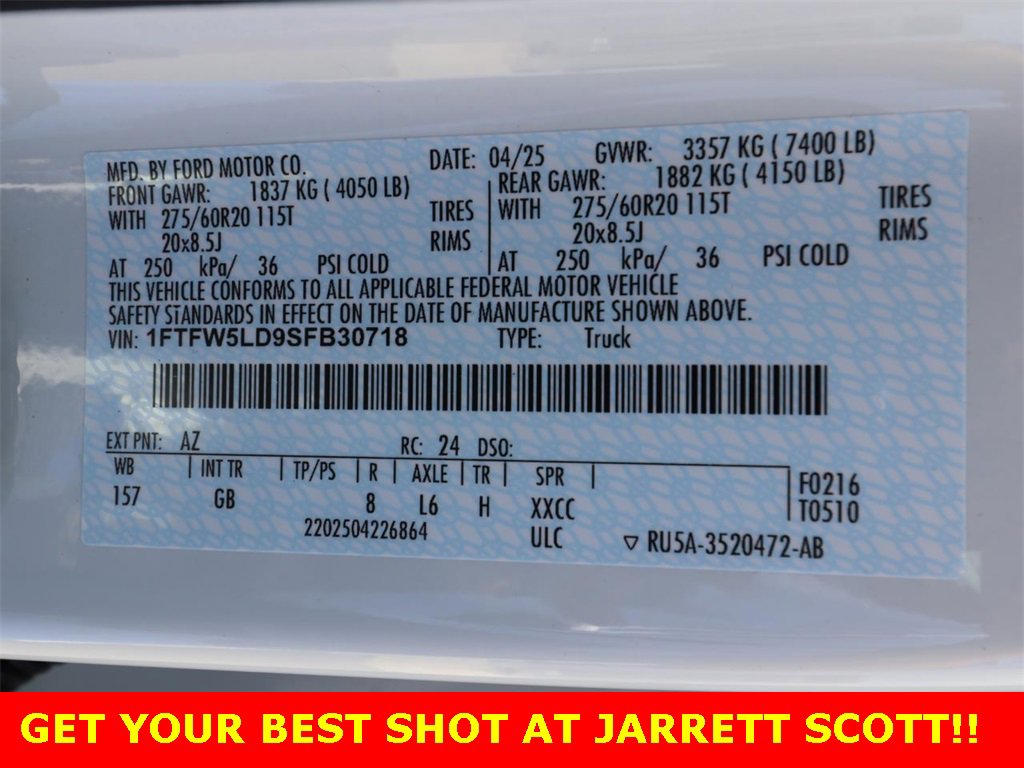 MFD. BY FORD MOTOR CO. DATE: 04/25 GVWR: 3357 KG ( 7400 LB)
FRONT GAWR: 1837 KG ( 4050 LB) REAR GAWR: 1882 KG ( 4150 LB)
WITH 275/60R20 115T TIRES WITH 275/60R20 115T TIRES
20x8.5J RIMS 20x8.5J RIMS
AT 250 kPa/ 36 PSI COLD AT 250 kPa/ 36 PSI COLD
THIS VEHICLE CONFORMS TO ALL APPLICABLE FEDERAL MOTOR VEHICLE
SAFETY STANDARDS IN EFFECT ON THE DATE OF MANUFACTURE SHOWN ABOVE.
VIN: 1FTFW5LD9SFB30718 TYPE: Truck
EXT PNT: AZ RC: 24 DSO:
WB INT TR TP/PS R AXLE TR SPR F0216
157 GB 8 L6 H XXCC T0510
2202504226864 ULC ▽ RU5A-3520472-AB
GET YOUR BEST SHOT AT JARRETT SCOTT!!